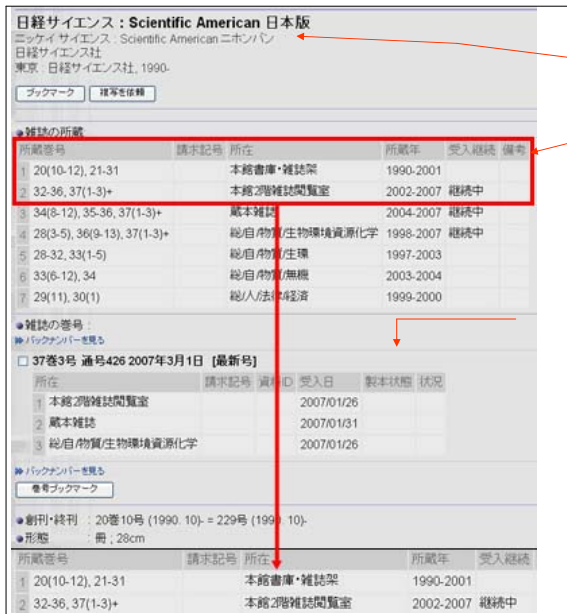 日経サイエンス : Scientific American 日本版
ニッケイ サイエンス : Scientific American ニホンバン
日経サイエンス社
東京 : 日経サイエンス社, 1990-
ブックマーク 複写を依頼
●雑誌の所蔵
所蔵巻号 請求記号 所在 所蔵年 受入継続 備考
1 20(10-12), 21-31 本館書庫・雑誌架 1990-2001
2 32-36, 37(1-3)+ 本館2階雑誌閲覧室 2002-2007 継続中
3 34(8-12), 35-36, 37(1-3)+ 蔵本雑誌 2004-2007 継続中
4 28(3-5), 36(9-13), 37(1-3)+ 総/自/物質/生物環境資源化学 1998-2007 継続中
5 28-32, 33(1-5) 総/自/物質/生環 1997-2003
6 33(6-12), 34 総/自/物質/無機 2003-2004
7 29(11), 30(1) 総/人/法律/経済 1999-2000
●雑誌の巻号 :
バックナンバーを見る
37巻3号 通号426 2007年3月1日 [最新号]
所在 請求記号 資料ID 受入日 製本状態 状況
1 本館2階雑誌閲覧室 2007/01/26
2 蔵本雑誌 2007/01/31
3 総/自/物質/生物環境資源化学 2007/01/26
バックナンバーを見る
巻号ブックマーク
●創刊・終刊 : 20巻10号 (1990. 10)- = 229号 (1990. 10)-
●形態 : 冊 ; 28cm
所蔵巻号 請求記号 所在 所蔵年 受入継続
1 20(10-12), 21-31 本館書庫・雑誌架 1990-2001
2 32-36, 37(1-3)+ 本館2階雑誌閲覧室 2002-2007 継続中